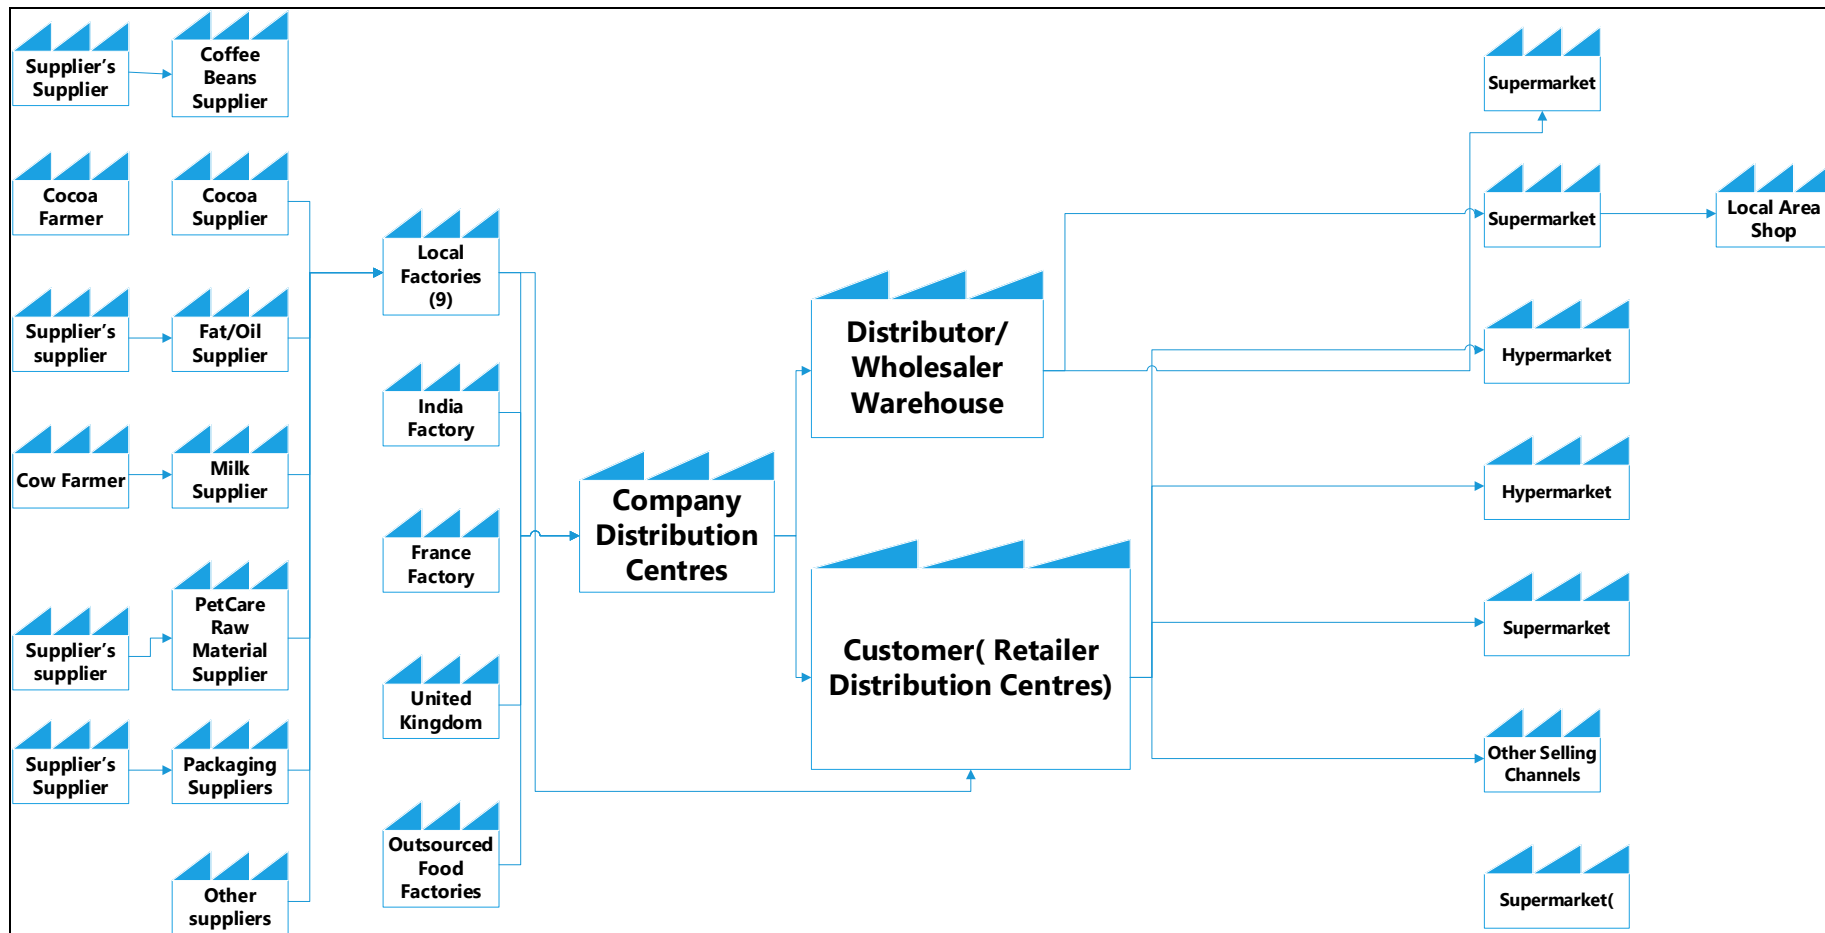 Supplier’s
Supplier
Coffee
Beans
Supplier
Supermarket
Cocoa
Farmer
Cocoa
Supplier
Local
Factories
(9)
Supermarket
Local Area
Shop
Supplier’s
supplier
Fat/Oil
Supplier
Distributor/
Wholesaler
Warehouse
Hypermarket
India
Factory
Cow Farmer
Milk
Supplier
Company
Distribution
Centres
Hypermarket
France
Factory
Supplier’s
supplier
PetCare
Raw
Material
Supplier
Customer( Retailer
Distribution Centres)
Supermarket
United
Kingdom
Supplier’s
Supplier
Packaging
Suppliers
Other Selling
Channels
Outsourced
Food
Factories
Other
suppliers
Supermarket(